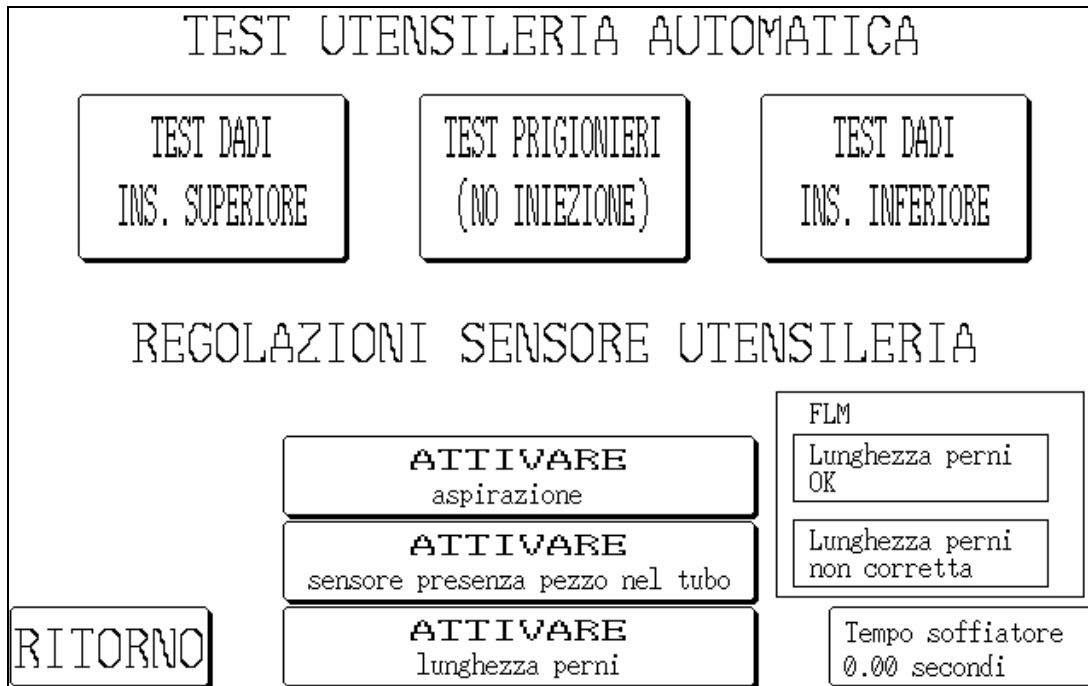 TEST UTENSILERIA AUTOMATICA
TEST DADI
INS. SUPERIORE
TEST PRIGIONIERI
(NO INIEZIONE)
TEST DADI
INS. INFERIORE
REGOLAZIONI SENSORE UTENSILERIA
FLM
Lunghezza perni
OK
Lunghezza perni
non corretta
ATTIVARE
aspirazione
ATTIVARE
sensore presenza pezzo nel tubo
ATTIVARE
lunghezza perni
RITORNO
Tempo soffiatore
0.00 secondi